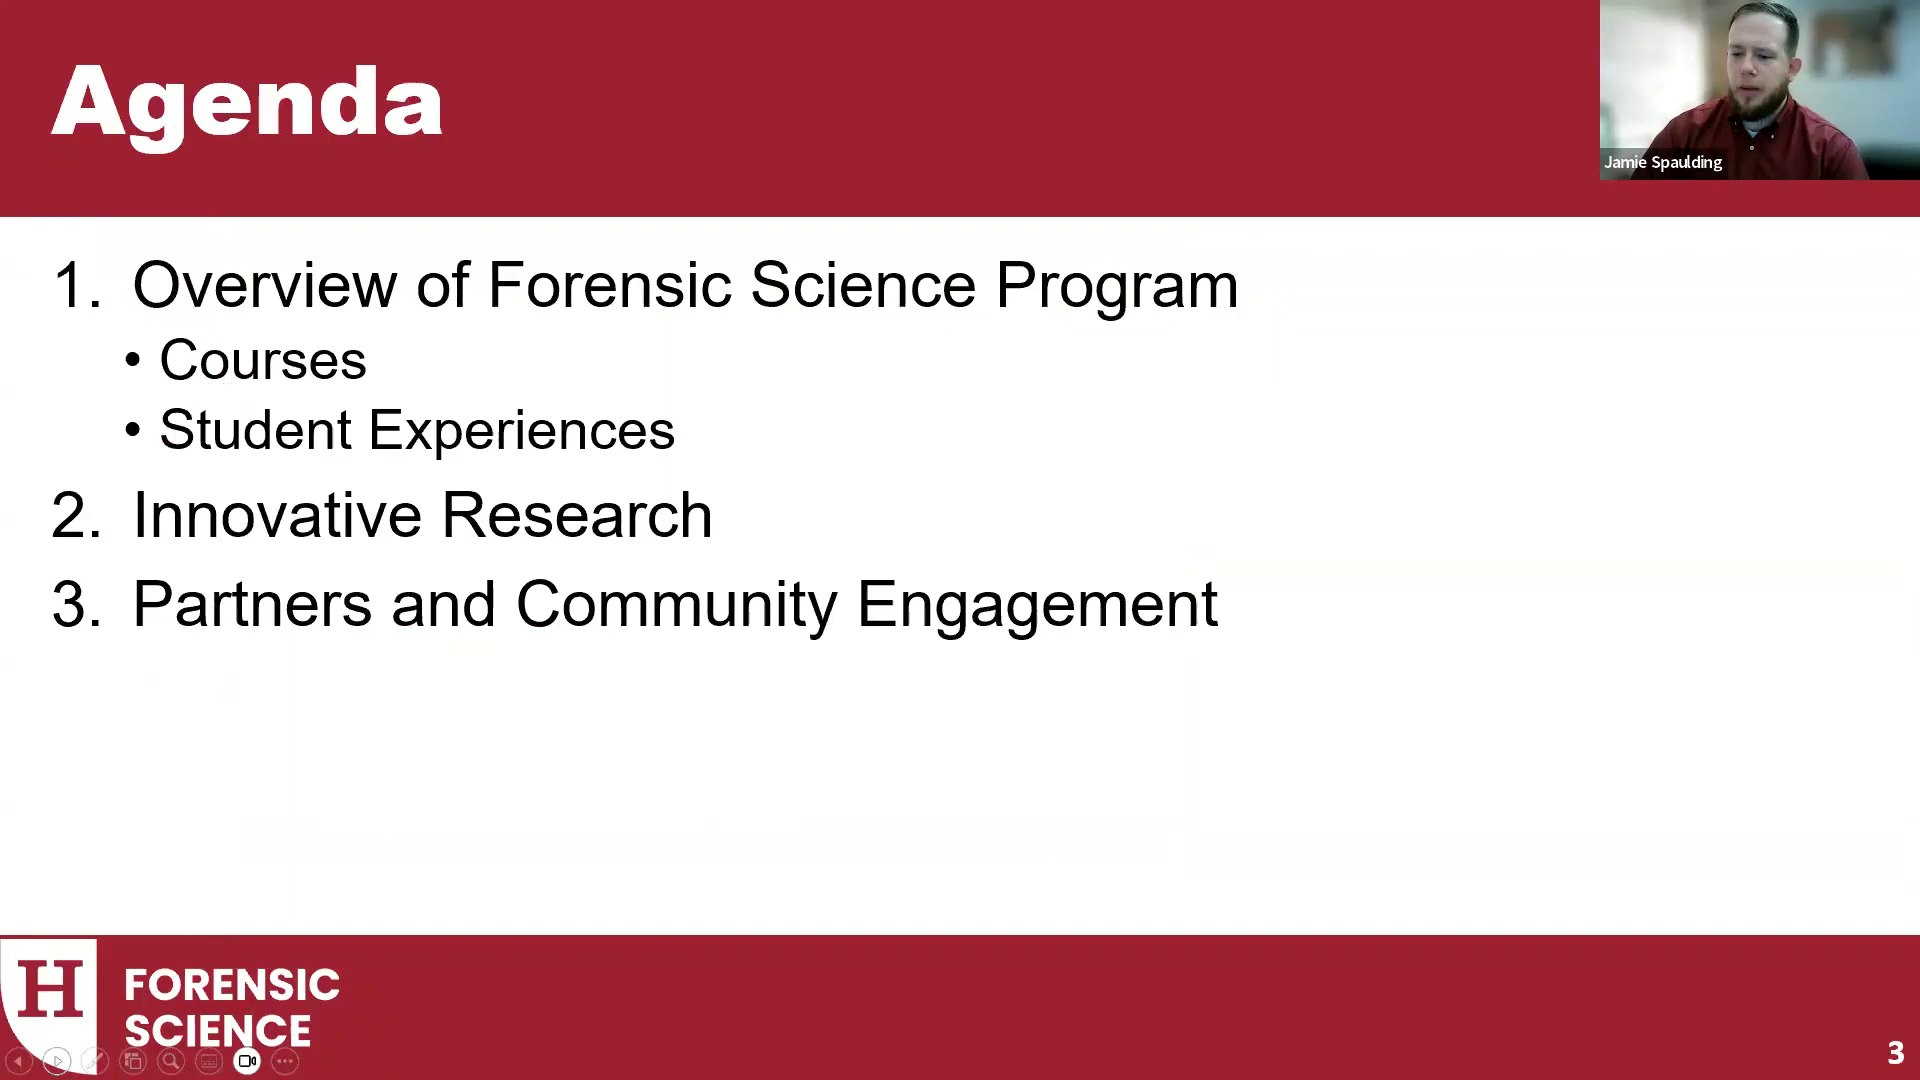 Agenda
Jamie Spaulding
1. Overview of Forensic Science Program
• Courses
• Student Experiences
2. Innovative Research
3. Partners and Community Engagement
H
FORENSIC
SCIENCE
3